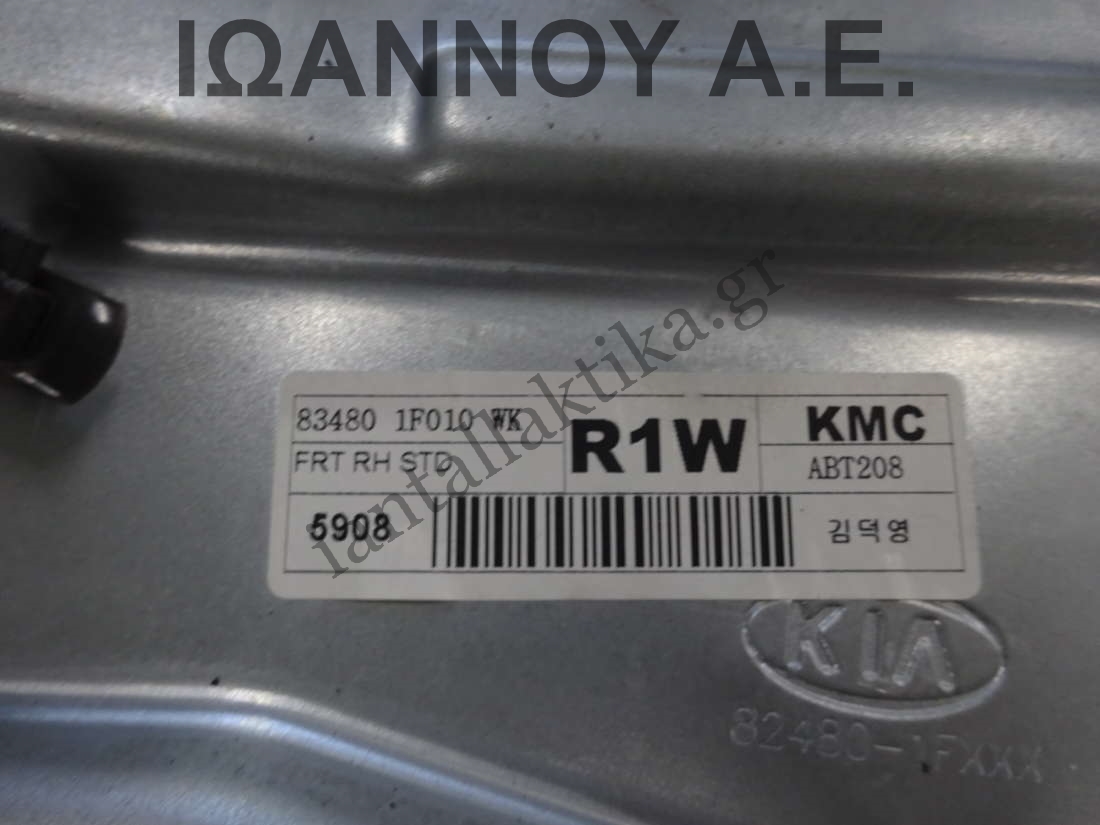 ΙΩΑΝΝΟΥ Α.Ε.
iantallaktika.gr
83480 1F010 WK
FRT RH STD
R1W
KMC
ABT208
5908
김덕영
KIA
82480-1FXXX